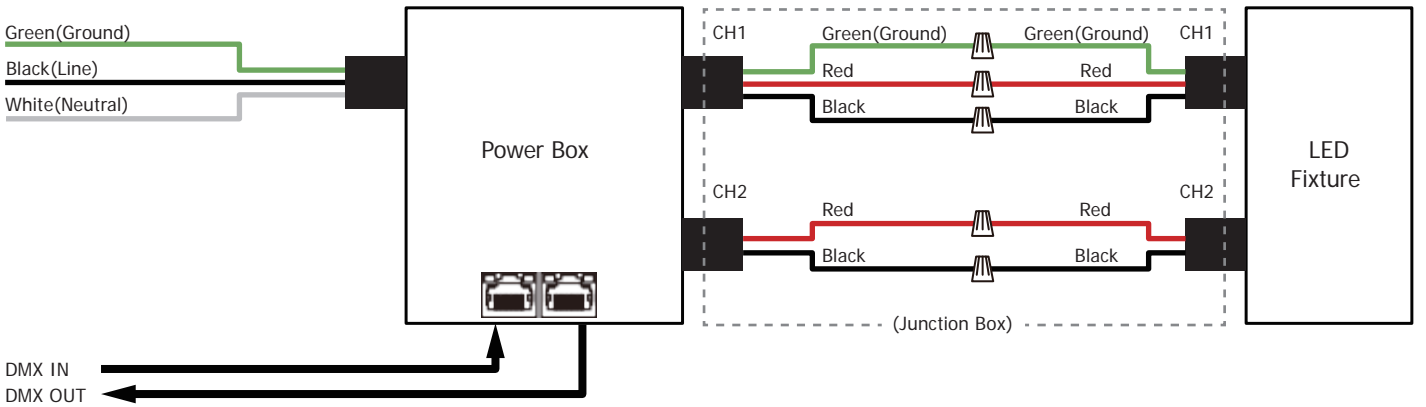 Green(Ground)
Black(Line)
White(Neutral)
Power Box
CH1
Green(Ground)
Green(Ground)
CH1
Red
Red
Black
Black
CH2
CH2
Red
Red
Black
Black
(Junction Box)
LED
Fixture
DMX IN
DMX OUT